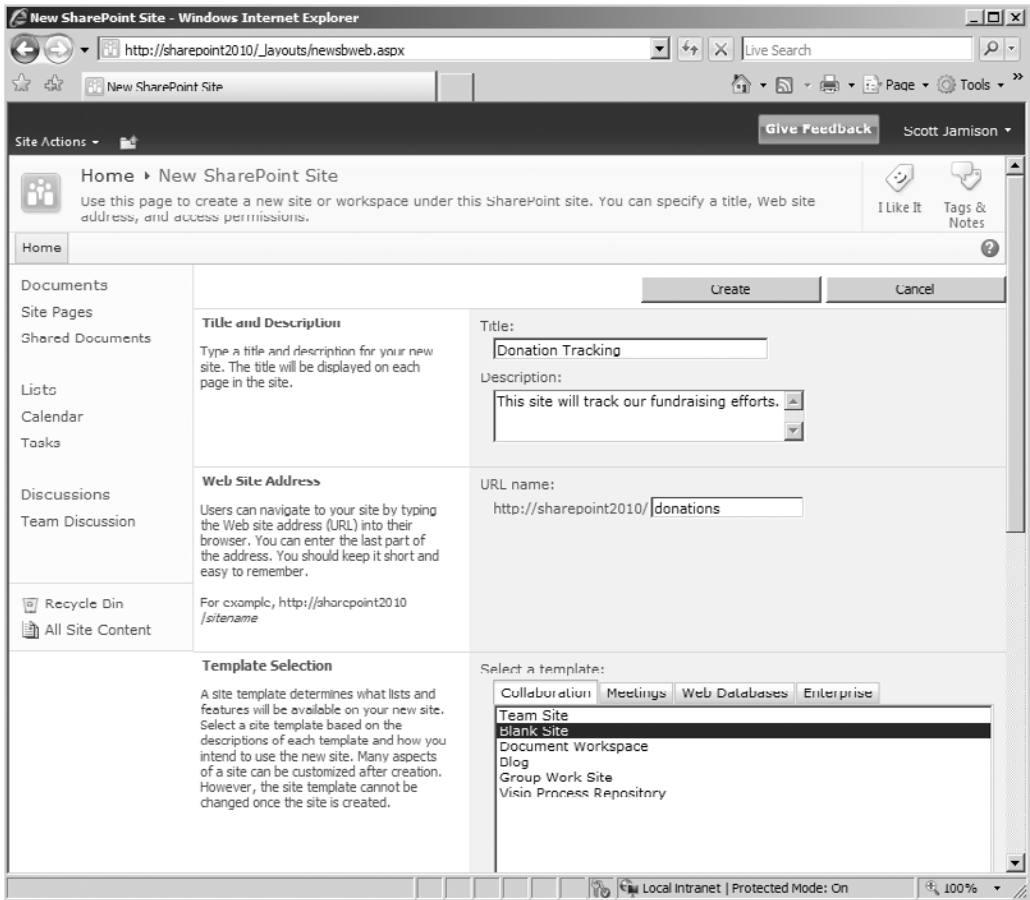 New SharePoint Site - Windows Internet Explorer
http://sharepoint2010/_layouts/newsbweb.aspx
Live Search
New SharePoint Site
Page
Tools
»
Site Actions
Give Feedback
Scott Jamison
Home ▸ New SharePoint Site
Use this page to create a new site or workspace under this SharePoint site. You can specify a title, Web site
address, and access permissions.
I Like It
Tags &
Notes
Home
Documents
Site Pages
Shared Documents
Lists
Calendar
Tasks
Discussions
Team Discussion
Recycle Bin
All Site Content
Create
Cancel
Title and Description
Type a title and description for your new
site. The title will be displayed on each
page in the site.
Title:
Donation Tracking
Description:
This site will track our fundraising efforts.
Web Site Address
Users can navigate to your site by typing
the Web site address (URL) into their
browser. You can enter the last part of
the address. You should keep it short and
easy to remember.
For example, http://sharepoint2010
/sitename
URL name:
http://sharepoint2010/ donations
Template Selection
A site template determines what lists and
features will be available on your new site.
Select a site template based on the
descriptions of each template and how you
intend to use the new site. Many aspects
of a site can be customized after creation.
However, the site template cannot be
changed once the site is created.
Select a template:
Collaboration Meetings Web Databases Enterprise
Team Site
Blank Site
Document Workspace
Blog
Group Work Site
Visio Process Repository
Local intranet | Protected Mode: On
100%